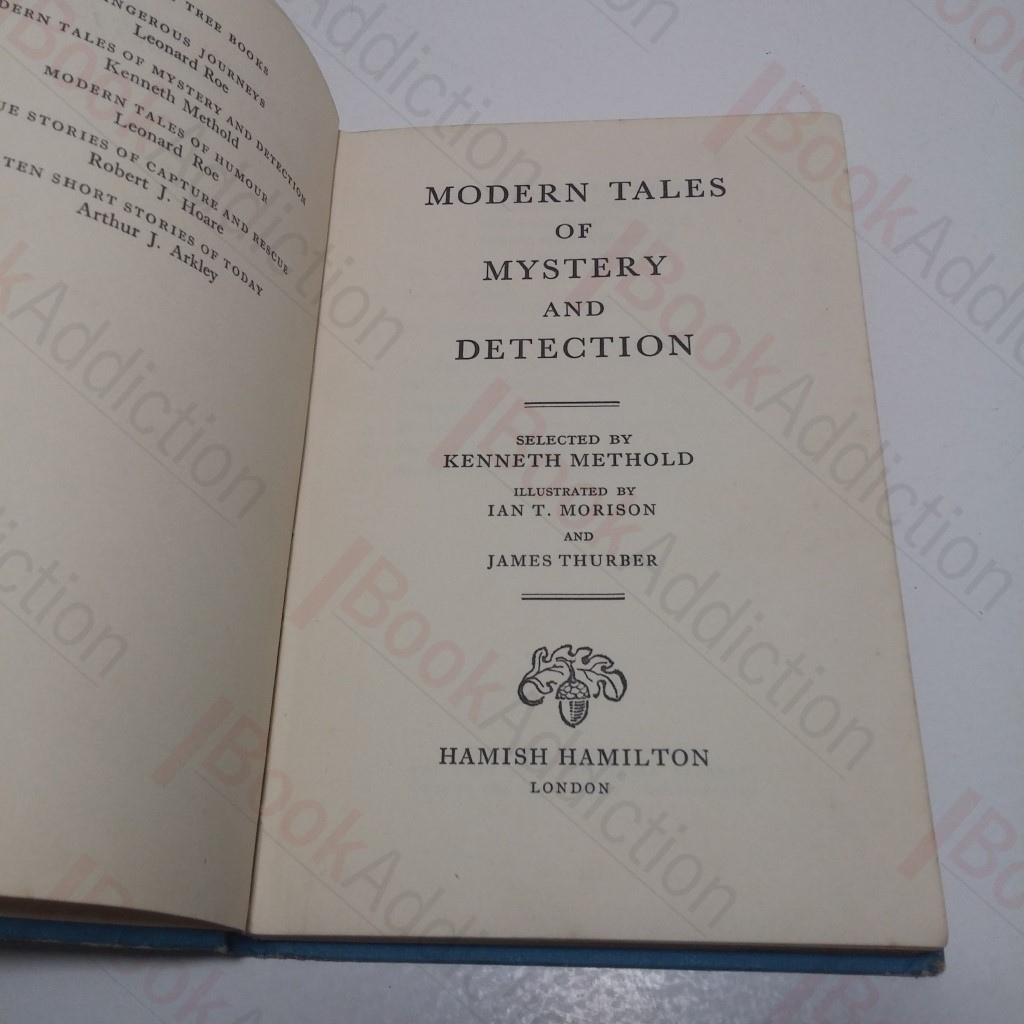 TREE BOOKS
DANGEROUS JOURNEYS
Leonard Roe
MODERN TALES OF MYSTERY AND DETECTION
Kenneth Methold
MODERN TALES OF HUMOUR
Leonard Roe
STORIES OF CAPTURE AND RESCUE
Robert J. Hoare
TEN SHORT STORIES OF TODAY
Arthur J. Arkley
MODERN TALES
OF
MYSTERY
AND
DETECTION
SELECTED BY
KENNETH METHOLD
ILLUSTRATED BY
IAN T. MORISON
AND
JAMES THURBER
HAMISH HAMILTON
LONDON
BookAddiction